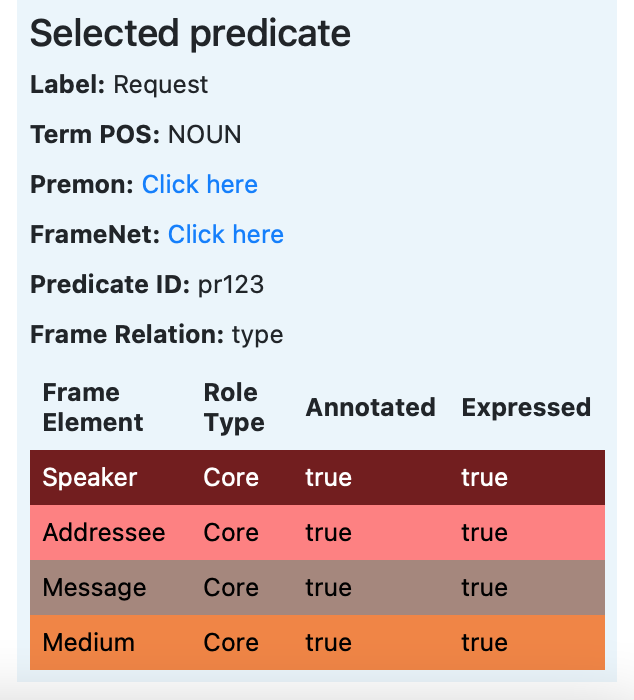 Selected predicate
Label: Request
Term POS: NOUN
Premon: Click here
FrameNet: Click here
Predicate ID: pr123
Frame Relation: type
Frame Element Role Type Annotated Expressed
Speaker Core true true
Addressee Core true true
Message Core true true
Medium Core true true